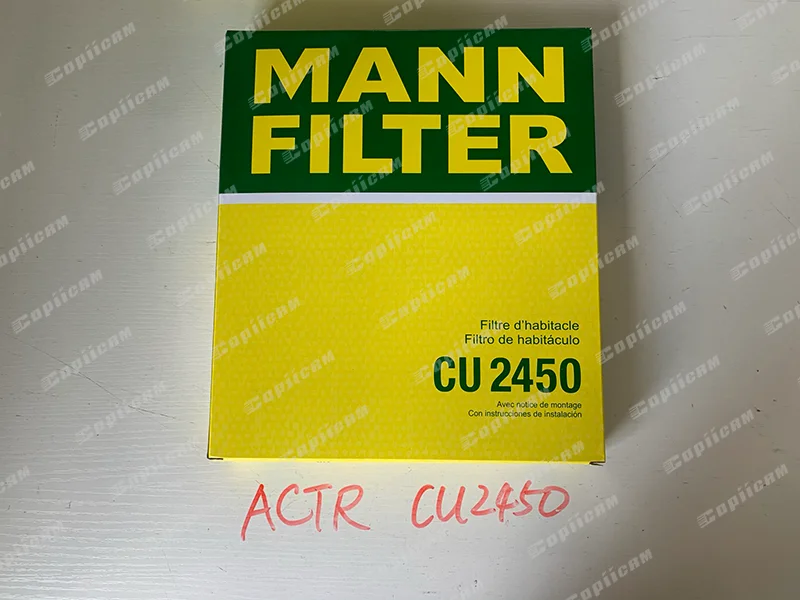 MANN
FILTER
Filtre d'habitacle
Filtro de habitáculo
CU 2450
Avec notice de montage
Con instrucciones de instalación
ACTR CU2450
Copiicam